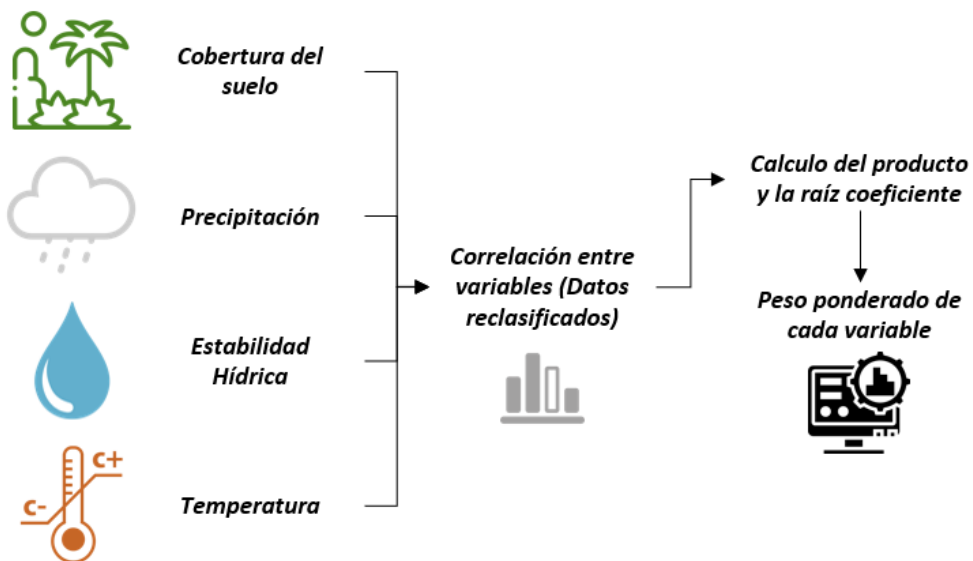 Cobertura del
suelo
Precipitación
Estabilidad
Hídrica
c+
c-
Temperatura
Correlación entre
variables (Datos
reclasificados)
Calculo del producto
y la raíz coeficiente
Peso ponderado de
cada variable